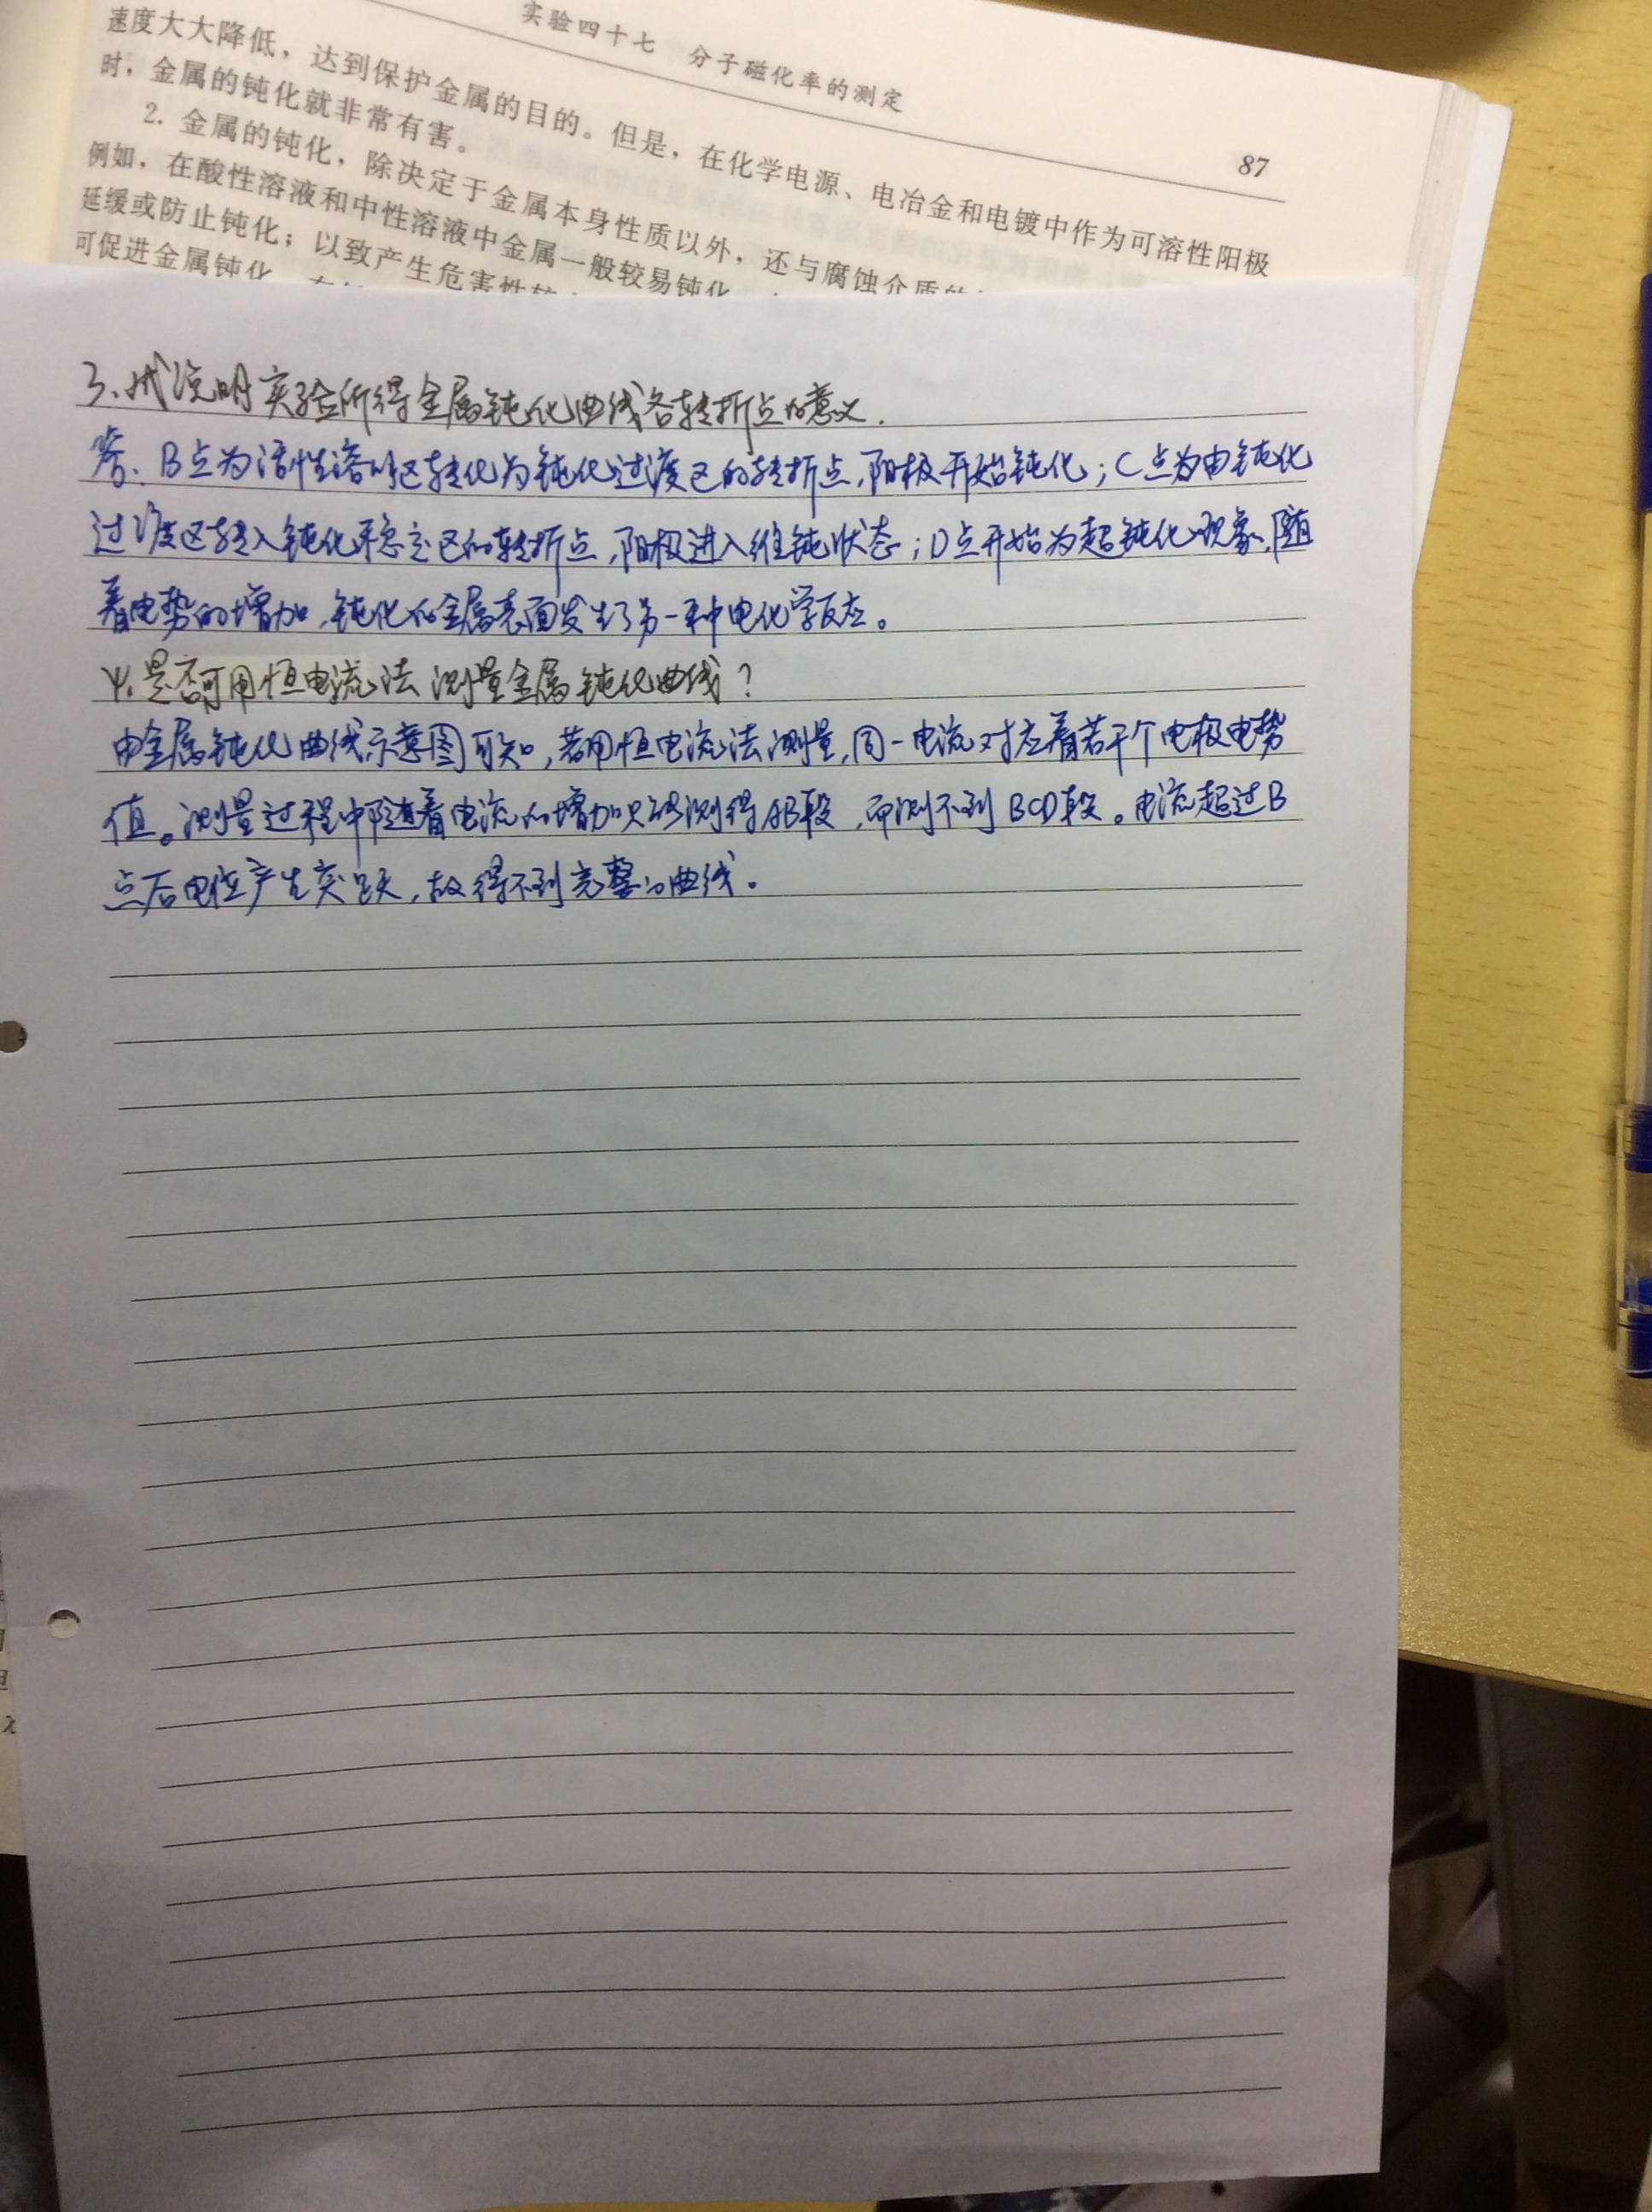 实验四十七 分子磁化率的测定
87
速度大大降低，达到保护金属的目的。但是，在化学电源、电冶金和电镀中作为可溶性阳极
时，金属的钝化就非常有害。
2. 金属的钝化，除决定于金属本身性质以外，还与腐蚀介质的
例如，在酸性溶液和中性溶液中金属一般较易钝化
延缓或防止钝化；以致产生危害性较
可促进金属钝化
3、试说明实验所得金属钝化曲线各转折点的意义.
答、B点为活性溶解区转化为钝化过渡区的转折点,阳极开始钝化；C点为由钝化
过渡区转入钝化稳定区的转折点,阳极进入维钝状态；D点开始为超钝化现象,随
着电势的增加,钝化的金属表面发生了另一种电化学反应。
4、是否可用恒电流法测量金属钝化曲线？
由金属钝化曲线示意图可知,若用恒电流法测量,同一电流对应着若干个电极电势
值。测量过程中随着电流的增加只能测得AB段,而测不到BCD段。电流超过B
点后电位产生突跃,故得不到完整的曲线。